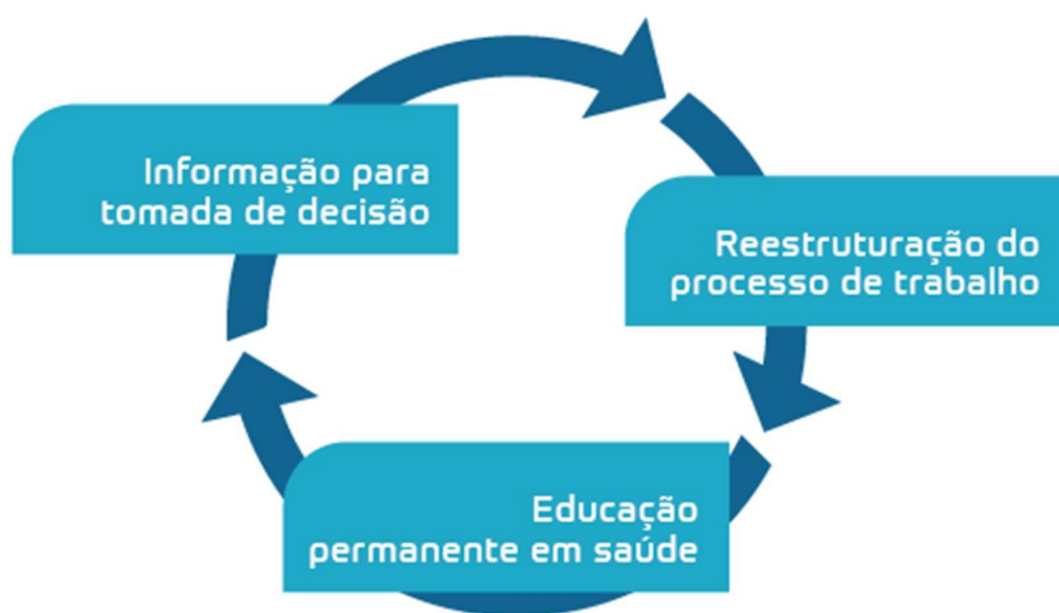 Informação para
tomada de decisão
Reestruturação do
processo de trabalho
Educação
permanente em saúde